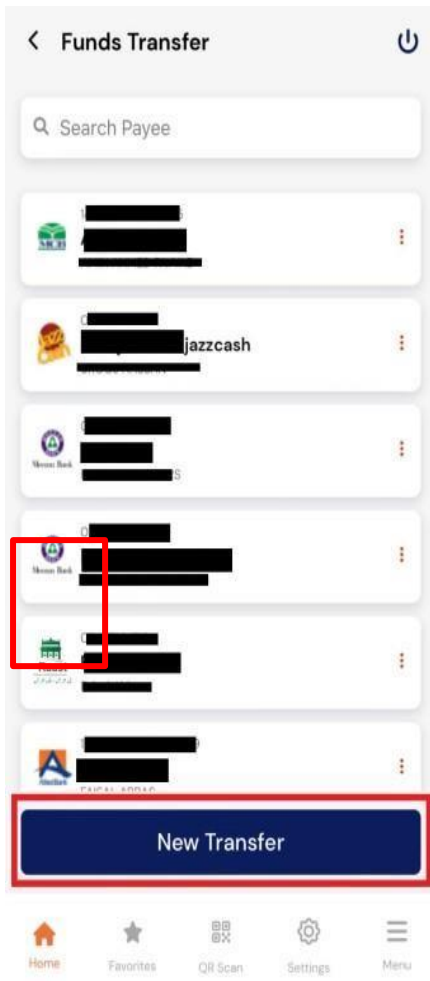 Funds Transfer
Search Payee
MCB
jazzcash
Meezan Bank
S
Meezan Bank
New Transfer
Home
Favorites
QR Scan
Settings
Menu